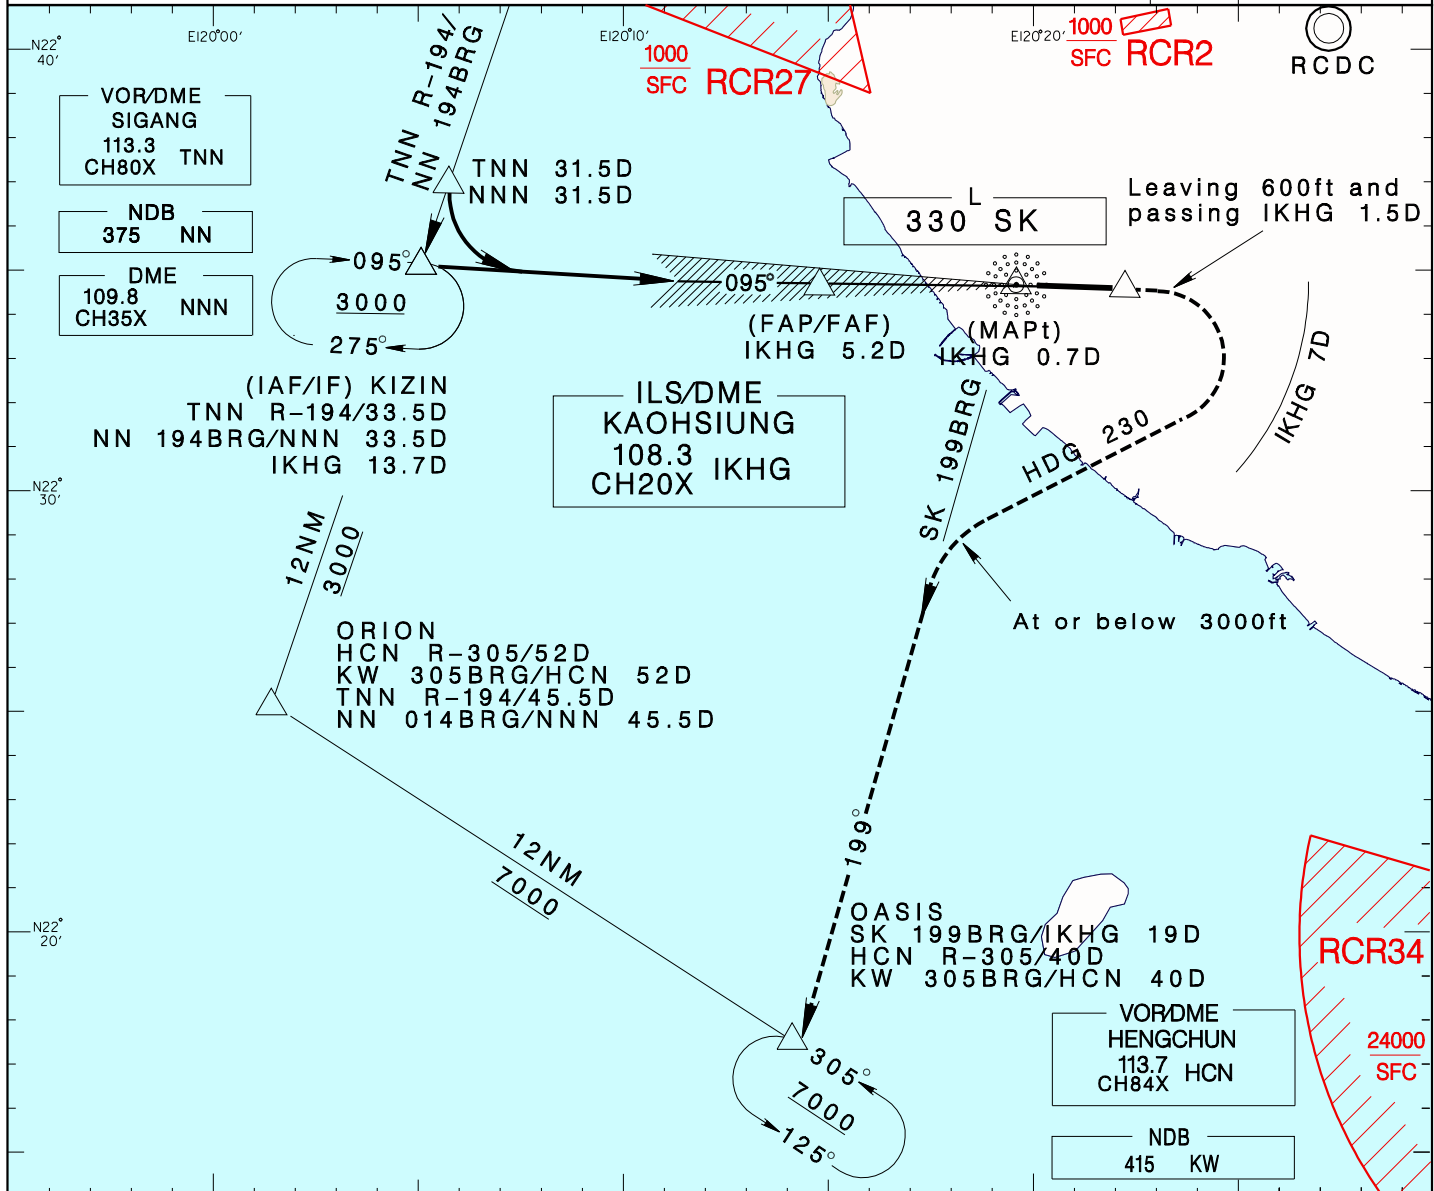 N22°
40'
E120°00'
E120°10'
E120°20'
1000
SFC
RCR27
1000
SFC
RCR2
RCDC
VOR/DME
SIGANG
113.3
CH80X
TNN
NDB
375 NN
DME
109.8
CH35X
NNN
TNN R-194/
NN 194BRG
TNN 31.5D
NNN 31.5D
L
330 SK
Leaving 600ft and
passing IKHG 1.5D
095°
3000
275°
095°
(FAP/FAF)
IKHG 5.2D
(MAPt)
IKHG 0.7D
IKHG 7D
(IAF/IF) KIZIN
TNN R-194/33.5D
NN 194BRG/NNN 33.5D
IKHG 13.7D
ILS/DME
KAOHSIUNG
108.3
CH20X
IKHG
SK 199BRG
HDG 230
N22°
30'
12NM
3000
At or below 3000ft
ORION
HCN R-305/52D
KW 305BRG/HCN 52D
TNN R-194/45.5D
NN 014BRG/NNN 45.5D
12NM
7000
199°
N22°
20'
OASIS
SK 199BRG/IKHG 19D
HCN R-305/40D
KW 305BRG/HCN 40D
RCR34
24000
SFC
VOR/DME
HENGCHUN
113.7
CH84X
HCN
305°
7000
125°
NDB
415 KW